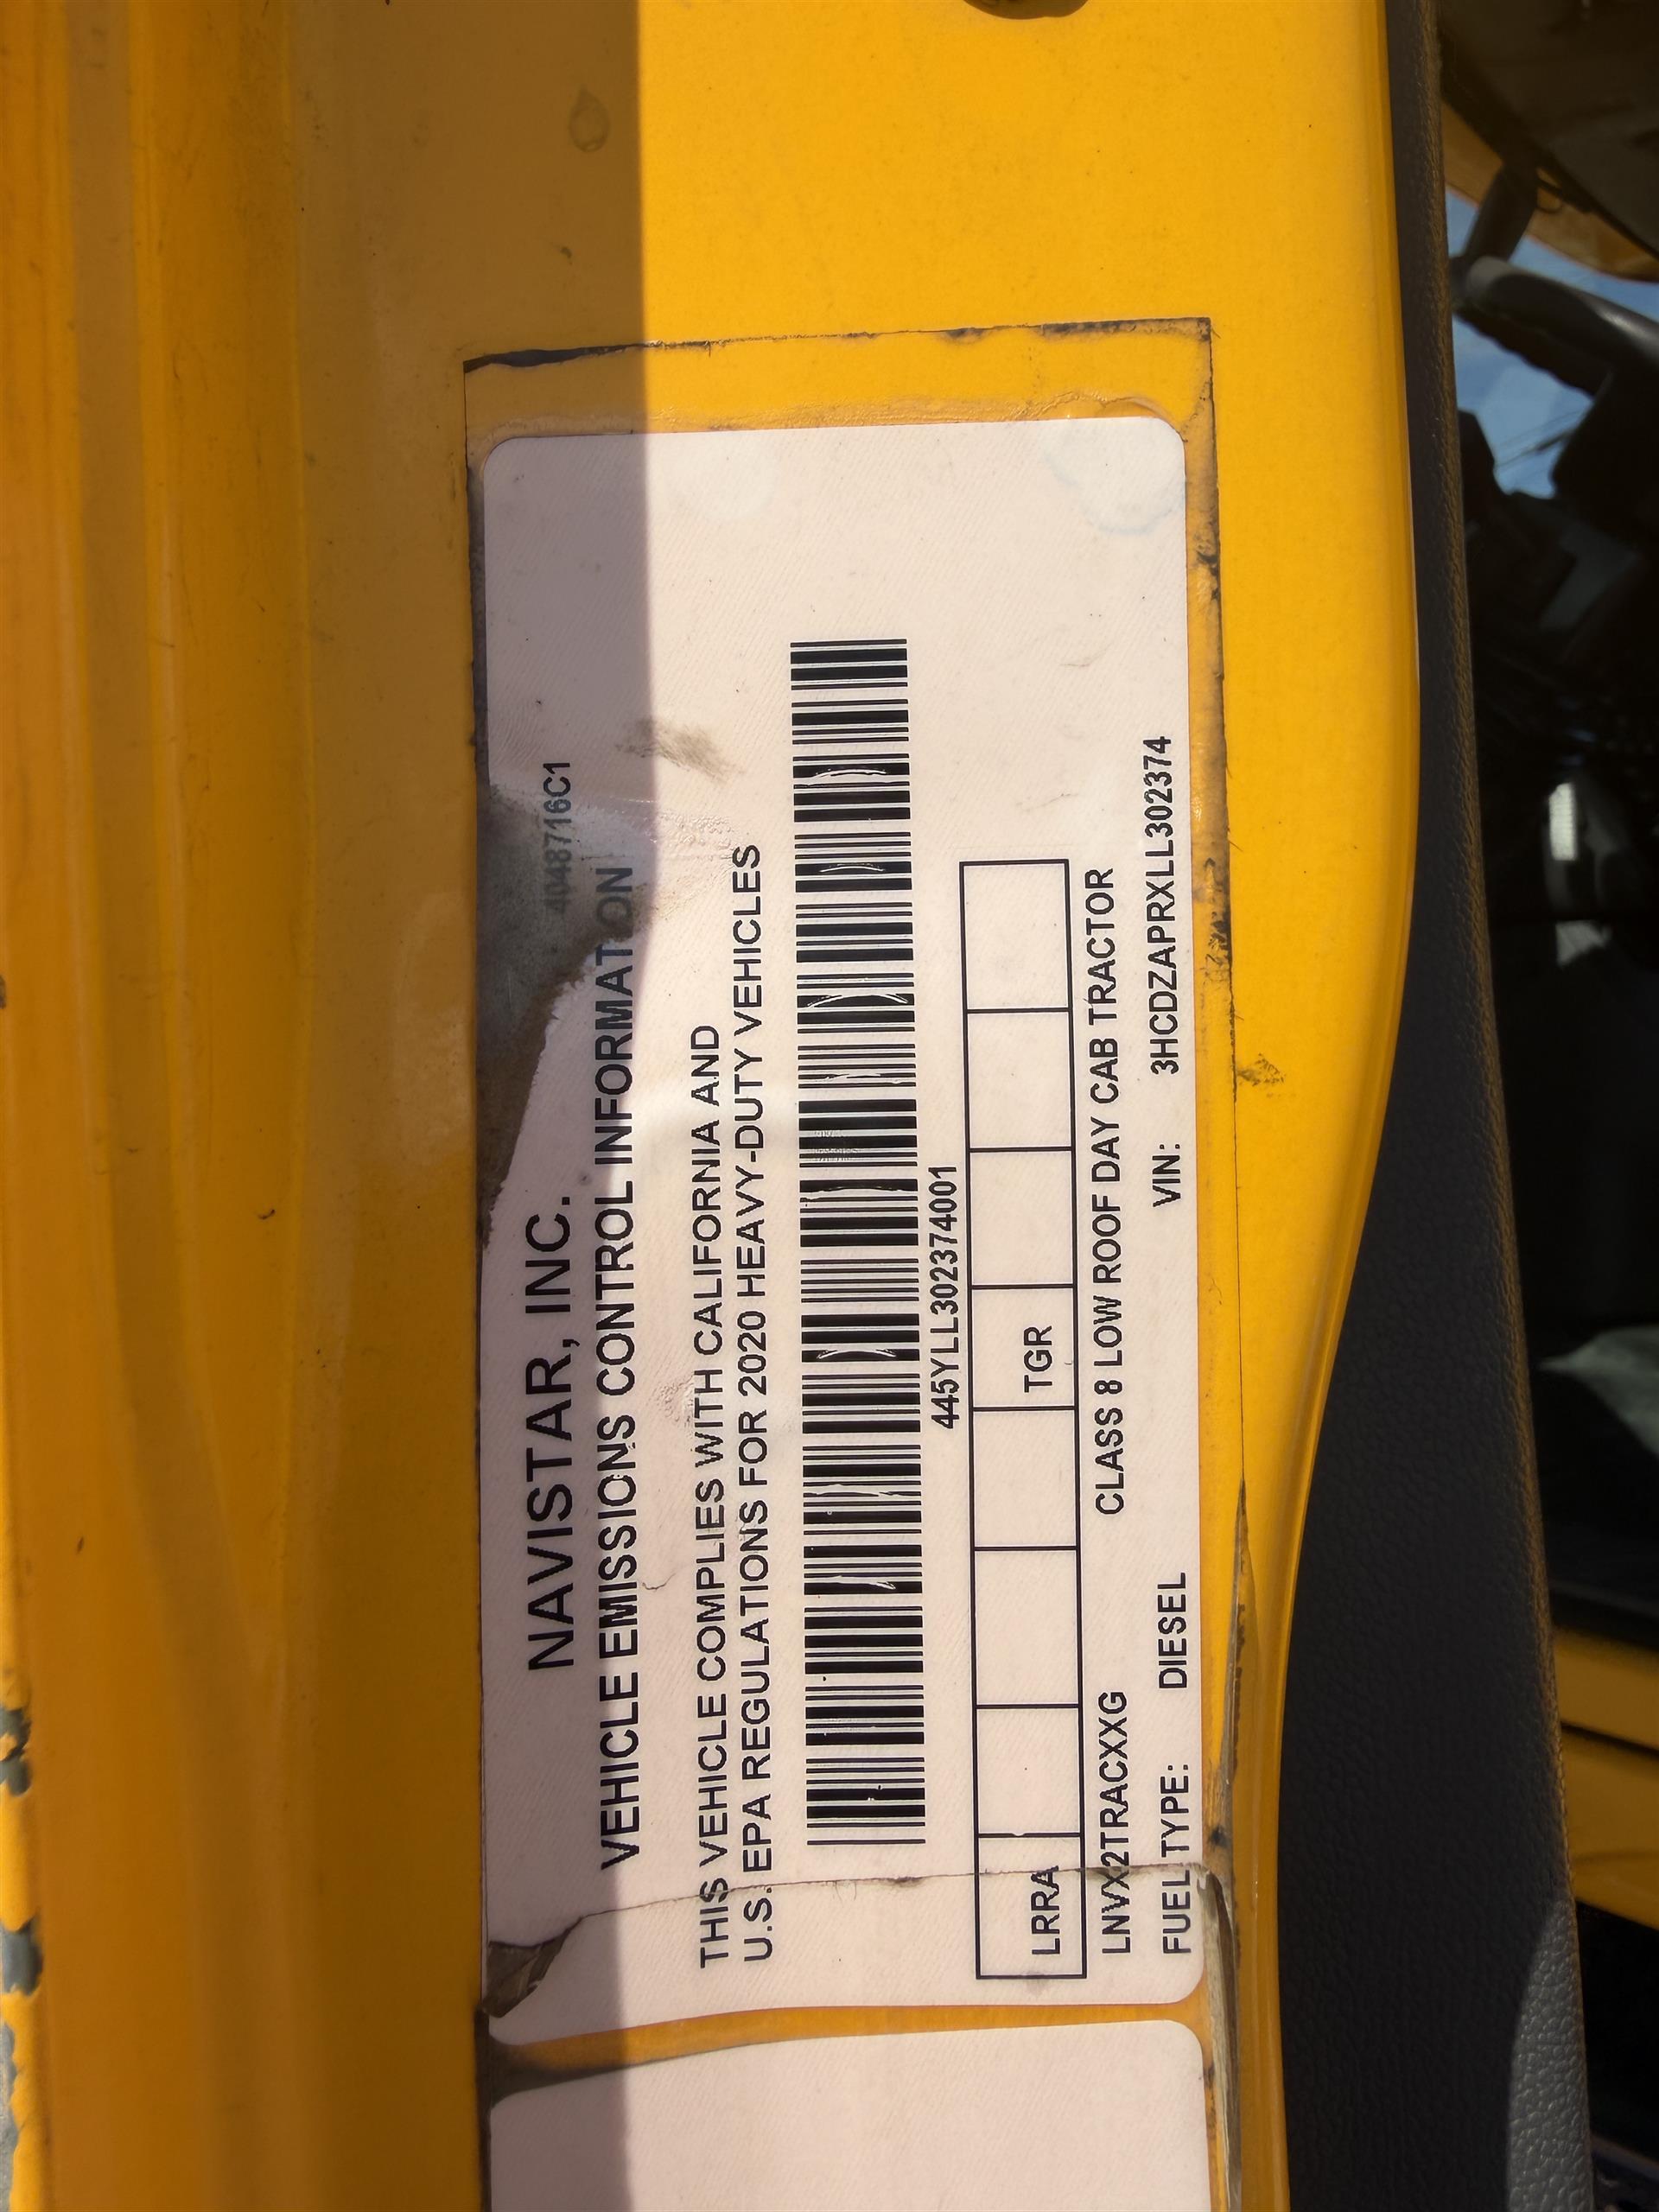 4048716C1
NAVISTAR, INC.
VEHICLE EMISSIONS CONTROL INFORMATION
THIS VEHICLE COMPLIES WITH CALIFORNIA AND
U.S. EPA REGULATIONS FOR 2020 HEAVY-DUTY VEHICLES
445YLL302374001
LRRA TGR
LNVX2TRACXXG CLASS 8 LOW ROOF DAY CAB TRACTOR
FUEL TYPE: DIESEL VIN: 3HCDZAPRXLL302374